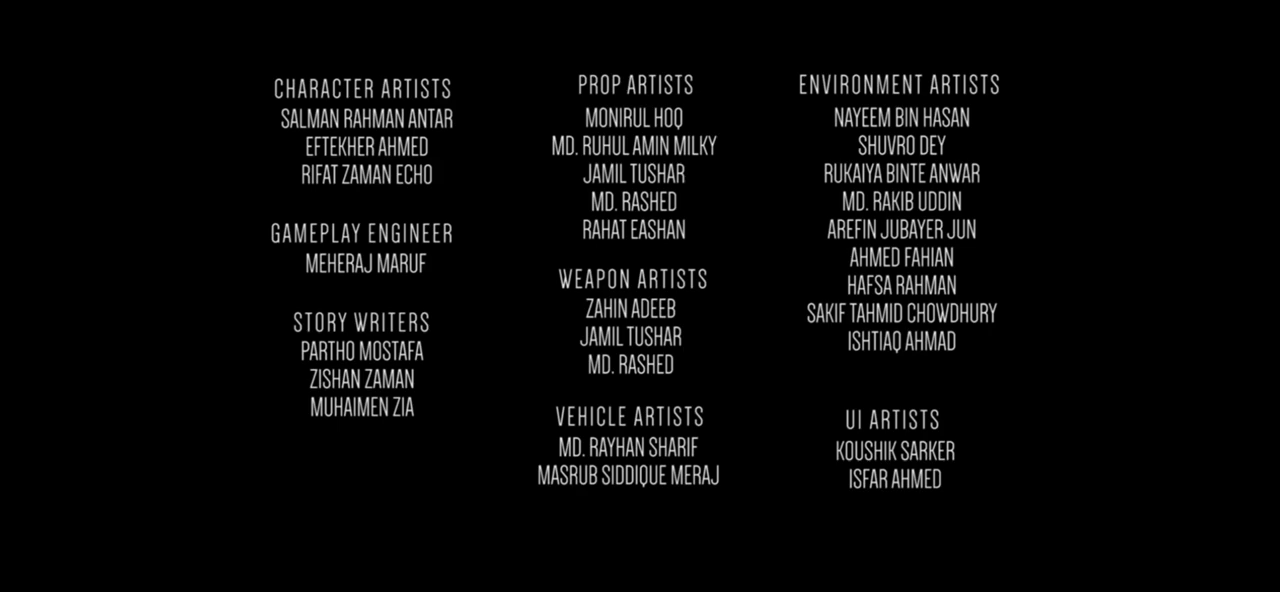 CHARACTER ARTISTS
SALMAN RAHMAN ANTAR
EFTEKHER AHMED
RIFAT ZAMAN ECHO
GAMEPLAY ENGINEER
MEHERAJ MARUF
STORY WRITERS
PARTHO MOSTAFA
ZISHAN ZAMAN
MUHAIMEN ZIA
PROP ARTISTS
MONIRUL HOQ
MD. RUHUL AMIN MILKY
JAMIL TUSHAR
MD. RASHED
RAHAT EASHAN
WEAPON ARTISTS
ZAHIN ADEEB
JAMIL TUSHAR
MD. RASHED
VEHICLE ARTISTS
MD. RAYHAN SHARIF
MASRUB SIDDIQUE MERAJ
ENVIRONMENT ARTISTS
NAYEEM BIN HASAN
SHUVRO DEY
RUKAIYA BINTE ANWAR
MD. RAKIB UDDIN
AREFIN JUBAYER JUN
AHMED FAHIAN
HAFSA RAHMAN
SAKIF TAHMID CHOWDHURY
ISHTIAQ AHMAD
UI ARTISTS
KOUSHIK SARKER
ISFAR AHMED